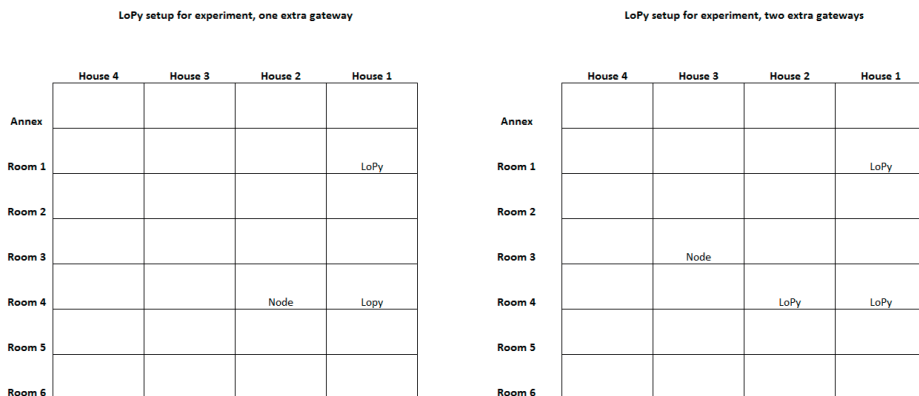 LoPy setup for experiment, one extra gateway
House 4 House 3 House 2 House 1
Annex
Room 1 LoPy
Room 2
Room 3
Room 4 Node Lopy
Room 5
Room 6
LoPy setup for experiment, two extra gateways
House 4 House 3 House 2 House 1
Annex
Room 1 LoPy
Room 2
Room 3 Node
Room 4 LoPy LoPy
Room 5
Room 6